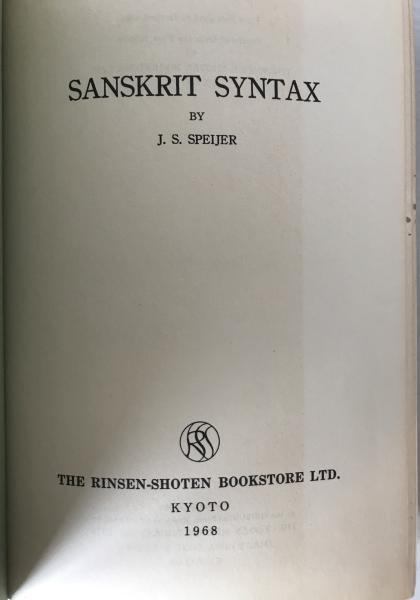 SANSKRIT SYNTAX
BY
J. S. SPEIJER
THE RINSEN-SHOTEN BOOKSTORE LTD.
KYOTO
1968